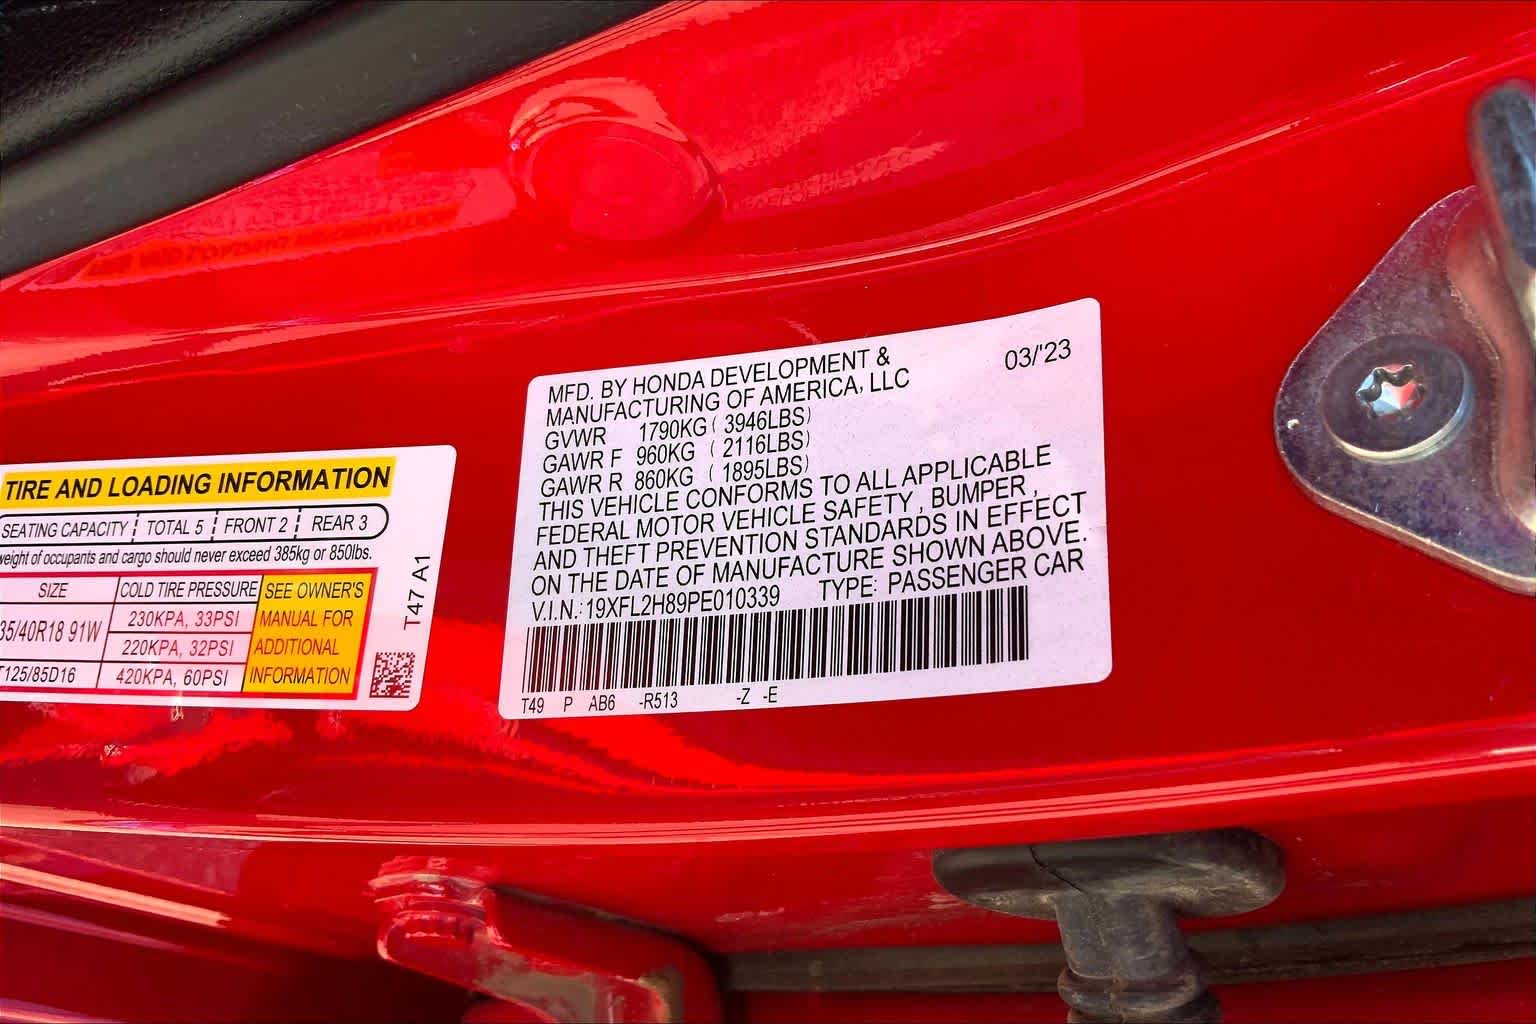 MFD. BY HONDA DEVELOPMENT & 03/'23
MANUFACTURING OF AMERICA, LLC
GVWR 1790KG ( 3946LBS)
GAWR F 960KG ( 2116LBS)
GAWR R 860KG ( 1895LBS)
THIS VEHICLE CONFORMS TO ALL APPLICABLE
FEDERAL MOTOR VEHICLE SAFETY , BUMPER ,
AND THEFT PREVENTION STANDARDS IN EFFECT
ON THE DATE OF MANUFACTURE SHOWN ABOVE.
V.I.N.: 19XFL2H89PE010339 TYPE: PASSENGER CAR
T49 P AB6 -R513 -Z -E
TIRE AND LOADING INFORMATION
SEATING CAPACITY TOTAL 5 FRONT 2 REAR 3
weight of occupants and cargo should never exceed 385kg or 850lbs.
SIZE COLD TIRE PRESSURE
35/40R18 91W
230KPA, 33PSI
220KPA, 32PSI
T125/85D16 420KPA, 60PSI
SEE OWNER'S
MANUAL FOR
ADDITIONAL
INFORMATION
T47 A1